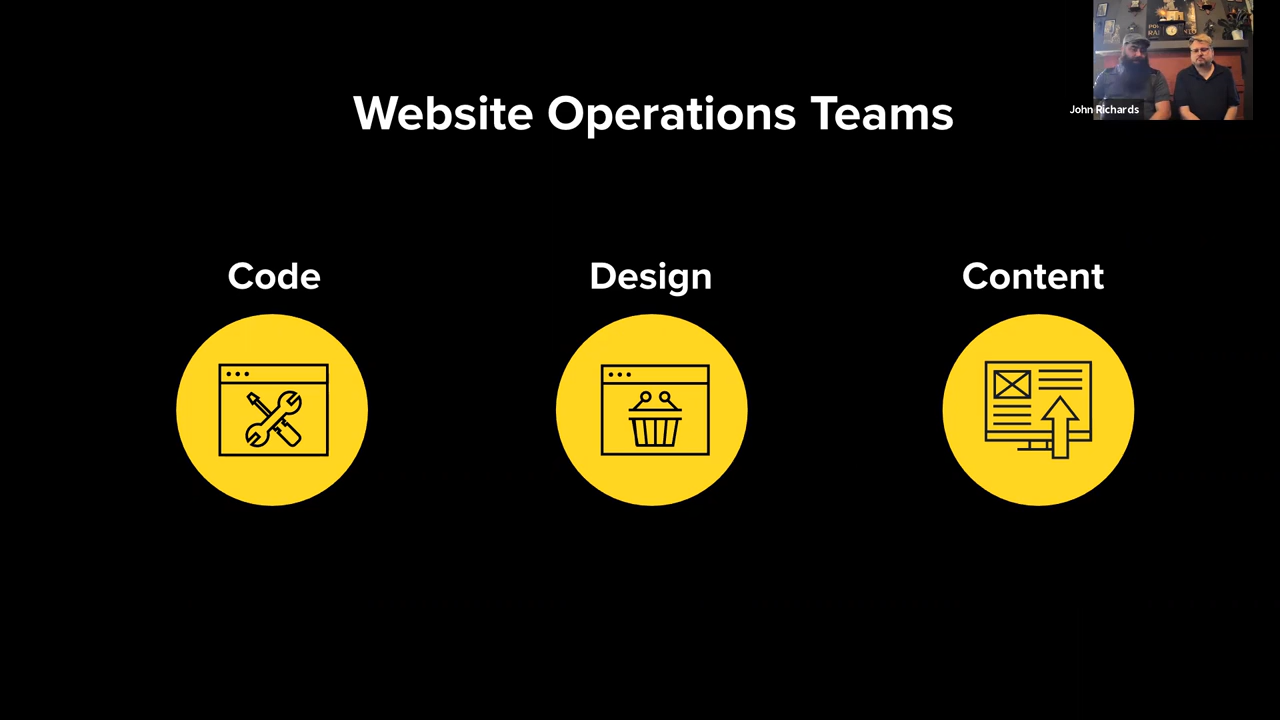 Website Operations Teams
John Richards
Code
Design
Content